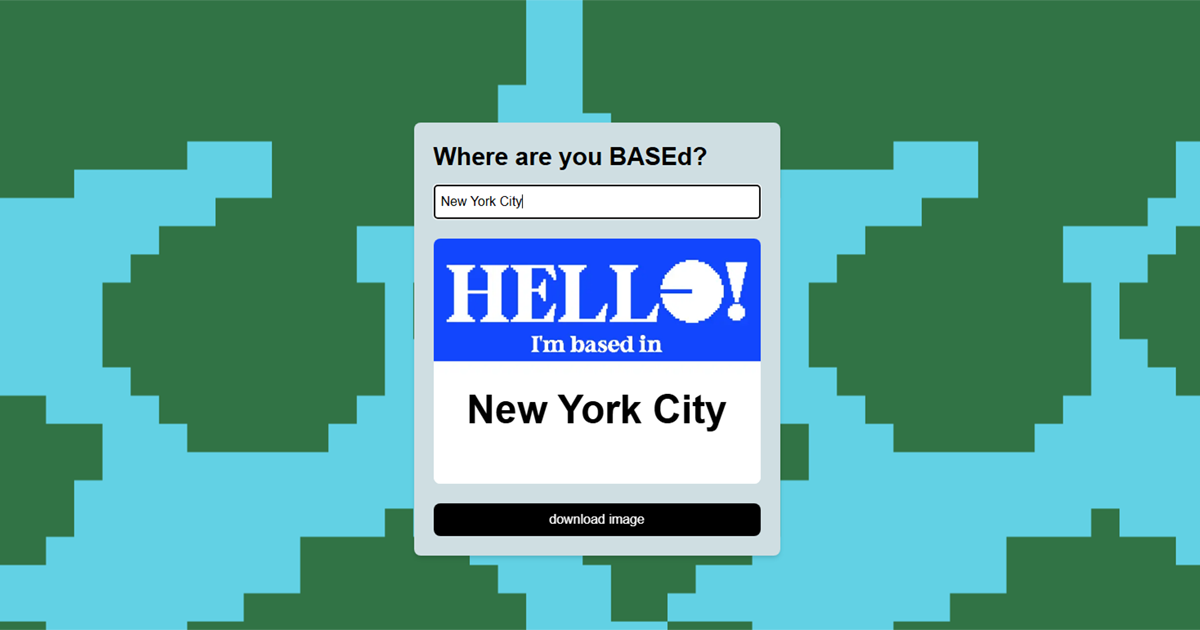 Where are you BASEd?
New York City
HELLO!
I'm based in
New York City
download image